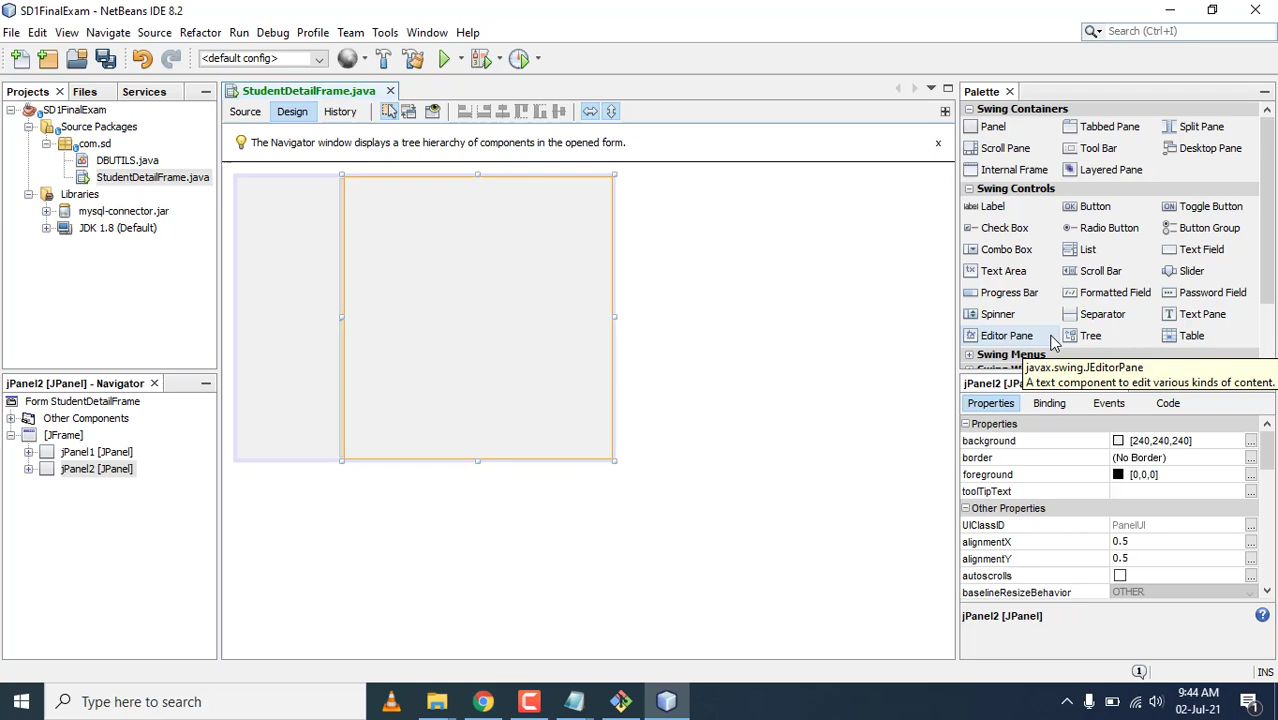 SD1FinalExam - NetBeans IDE 8.2
File Edit View Navigate Source Refactor Run Debug Profile Team Tools Window Help
Search (Ctrl+I)
<default config>
Projects Files Services
StudentDetailFrame.java
Palette
Source Design History
The Navigator window displays a tree hierarchy of components in the opened form.
x
SD1FinalExam
Source Packages
com.sd
DBUTILS.java
StudentDetailFrame.java
Libraries
mysql-connector.jar
JDK 1.8 (Default)
Swing Containers
Panel Tabbed Pane Split Pane
Scroll Pane Tool Bar Desktop Pane
Internal Frame Layered Pane
Swing Controls
label Label OK Button ON Toggle Button
Check Box Radio Button Button Group
Combo Box List Text Field
Text Area Scroll Bar Slider
Progress Bar Formatted Field Password Field
Spinner Separator Text Pane
Editor Pane Tree Table
Swing Menus
javax.swing.JEditorPane
A text component to edit various kinds of content.
jPanel2 [JPanel] - Navigator
Form StudentDetailFrame
Other Components
[JFrame]
jPanel1 [JPanel]
jPanel2 [JPanel]
Properties Binding Events Code
Properties
background [240,240,240] ...
border (No Border) ...
foreground [0,0,0] ...
toolTipText ...
Other Properties
UIClassID PanelUI ...
alignmentX 0.5 ...
alignmentY 0.5 ...
autoscrolls ...
baselineResizeBehavior OTHER ...
jPanel2 [JPanel]
1 INS
Type here to search
9:44 AM
02-Jul-21
1